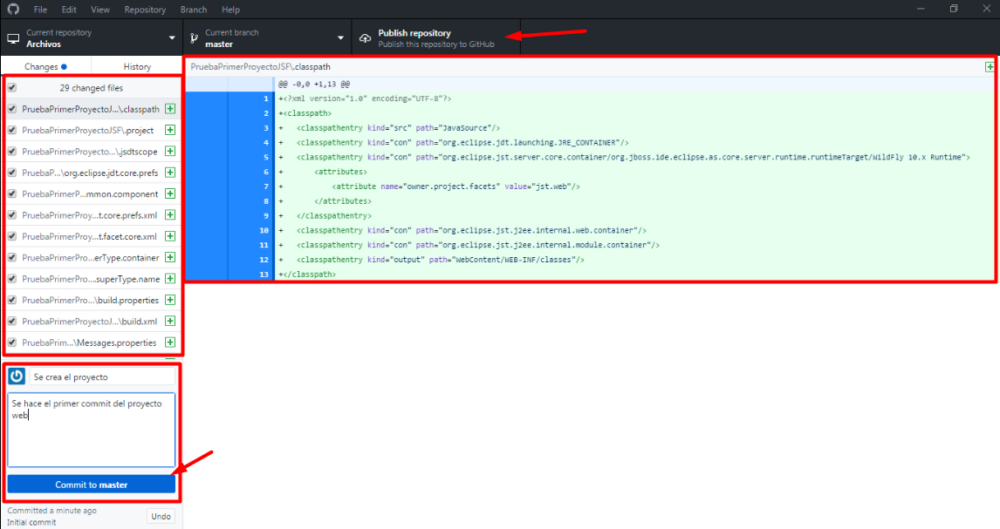 File Edit View Repository Branch Help
Current repository
Archivos
Current branch
master
Publish repository
Publish this repository to GitHub
Changes
History
29 changed files
PruebaPrimerProyectoJ...\.classpath
PruebaPrimerProyectoJSF\.project
PruebaPrimerProyecto...\.jsdtscope
PruebaP...\org.eclipse.jdt.core.prefs
PruebaPrimerP...mmon.component
PruebaPrimerProy...t.core.prefs.xml
PruebaPrimerProy...t.facet.core.xml
PruebaPrimerPro...erType.container
PruebaPrimerPro....superType.name
PruebaPrimerPro...\build.properties
PruebaPrimerProyectoJ...\build.xml
PruebaPrim...\Messages.properties
Se crea el proyecto
Se hace el primer commit del proyecto
web
Commit to master
Committed a minute ago
Initial commit
Undo
PruebaPrimerProyectoJSF\.classpath
@@ -0,0 +1,13 @@
1 +<?xml version="1.0" encoding="UTF-8"?>
2 +<classpath>
3 + <classpathentry kind="src" path="JavaSource"/>
4 + <classpathentry kind="con" path="org.eclipse.jdt.launching.JRE_CONTAINER"/>
5 + <classpathentry kind="con" path="org.eclipse.jst.server.core.container/org.jboss.ide.eclipse.as.core.server.runtime.runtimeTarget/WildFly 10.x Runtime">
6 + <attributes>
7 + <attribute name="owner.project.facets" value="jst.web"/>
8 + </attributes>
9 + </classpathentry>
10 + <classpathentry kind="con" path="org.eclipse.jst.j2ee.internal.web.container"/>
11 + <classpathentry kind="con" path="org.eclipse.jst.j2ee.internal.module.container"/>
12 + <classpathentry kind="output" path="WebContent/WEB-INF/classes"/>
13 +</classpath>